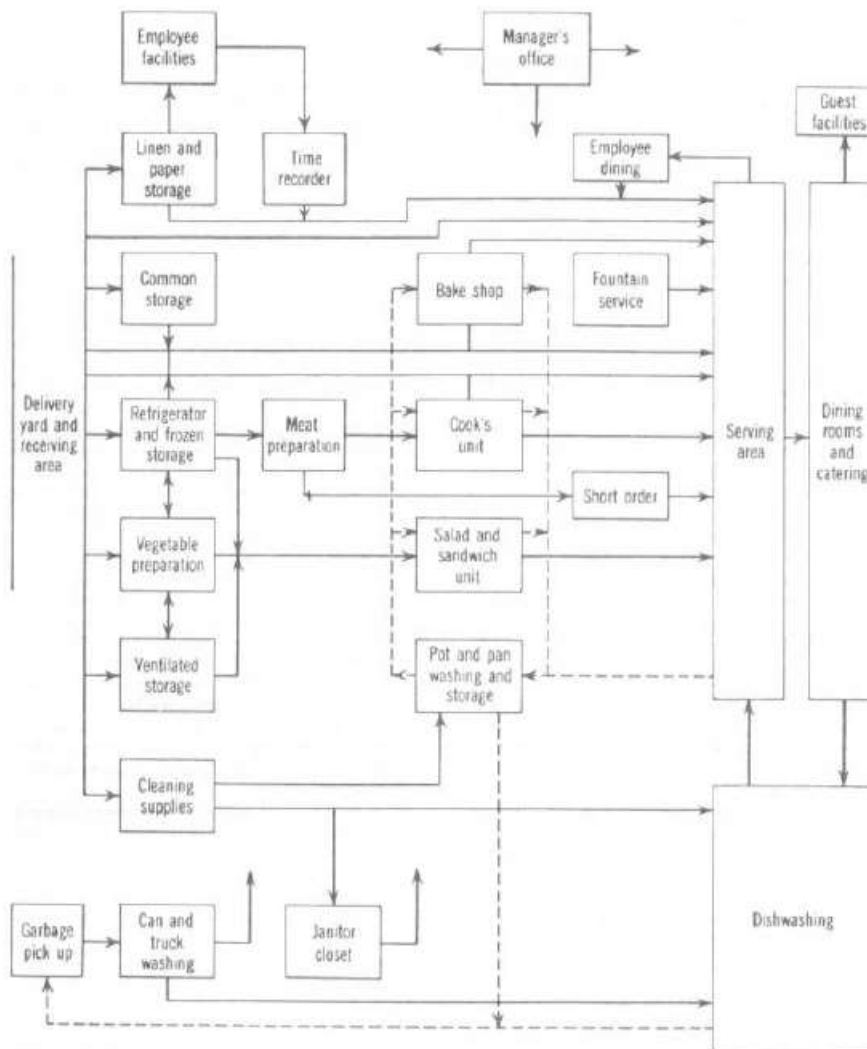 Employee
facilities
Manager's
office
Guest
facilities
Linen and
paper
storage
Time
recorder
Employee
dining
Common
storage
Bake shop
Fountain
service
Delivery
yard and
receiving
area
Refrigerator
and frozen
storage
Meat
preparation
Cook's
unit
Serving
area
Dining
rooms
and
catering
Short order
Vegetable
preparation
Salad and
sandwich
unit
Ventilated
storage
Pot and pan
washing and
storage
Cleaning
supplies
Garbage
pick up
Can and
truck
washing
Janitor
closet
Dishwashing